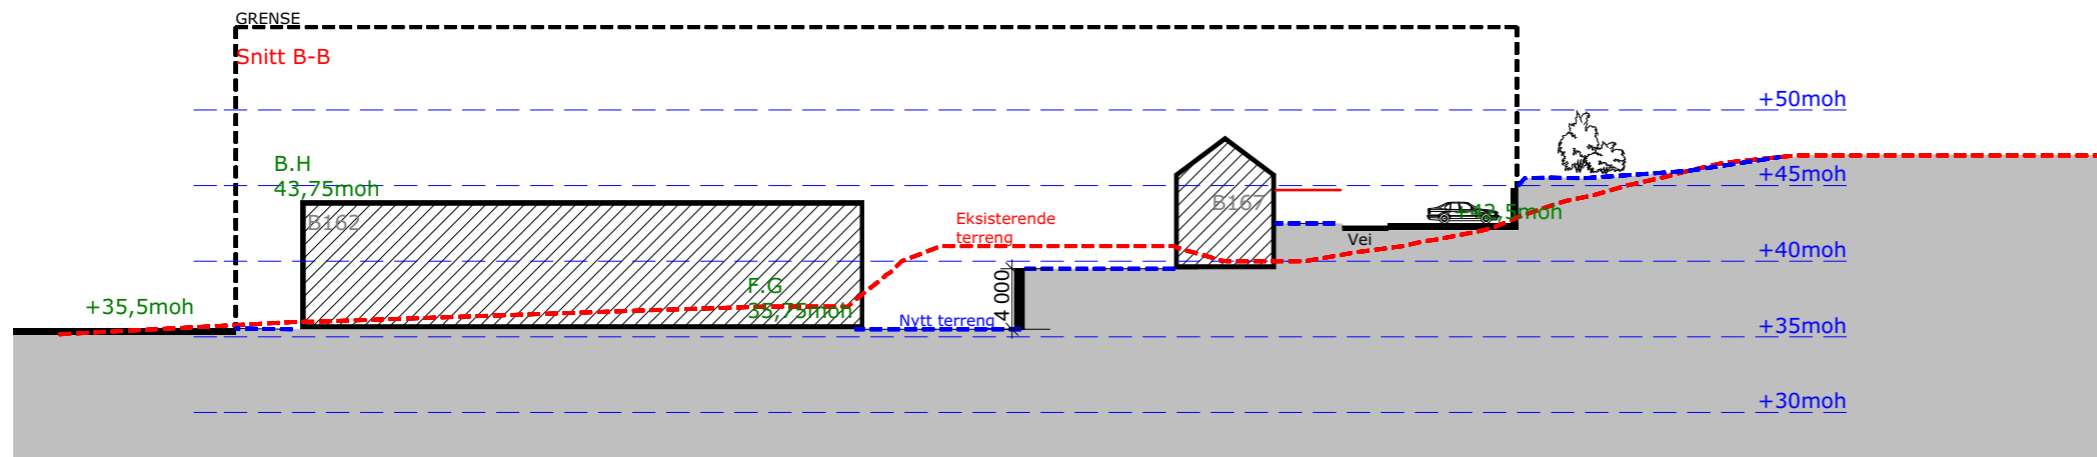 GRENSE
Snitt B-B
+50moh
B.H
43,75moh
+45moh
B162
B167
Eksisterende
terreng
+42,5moh
Vei
+40moh
F.G
35,75moh
+35,5moh
4 000
Nytt terreng
+35moh
+30moh